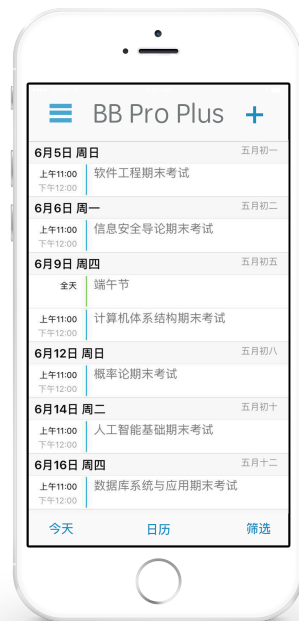 BB Pro Plus +
6月5日 周日 五月初一
上午11:00 软件工程期末考试
下午12:00
6月6日 周一 五月初二
上午11:00 信息安全导论期末考试
下午12:00
6月9日 周四 五月初五
全天 端午节
上午11:00 计算机体系结构期末考试
下午12:00
6月12日 周日 五月初八
上午11:00 概率论期末考试
下午12:00
6月14日 周二 五月初十
上午11:00 人工智能基础期末考试
下午12:00
6月16日 周四 五月十二
上午11:00 数据库系统与应用期末考试
下午12:00
今天 日历 筛选